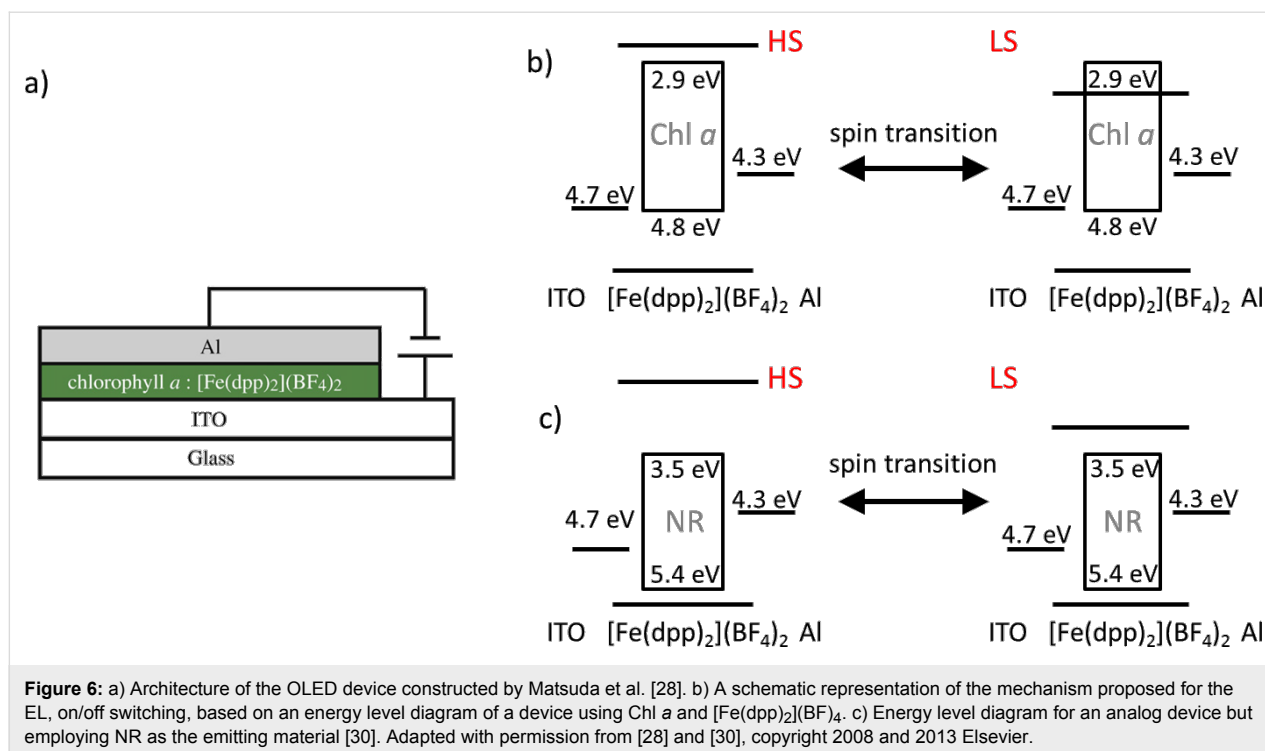 a)
Al
chlorophyll a : [Fe(dpp)₂](BF₄)₂
ITO
Glass
b)
HS
LS
2.9 eV
Chl a
4.3 eV
4.7 eV
4.8 eV
ITO [Fe(dpp)₂](BF₄)₂ Al
spin transition
2.9 eV
Chl a
4.3 eV
4.7 eV
4.8 eV
ITO [Fe(dpp)₂](BF₄)₂ Al
c)
HS
LS
3.5 eV
4.7 eV
NR
4.3 eV
5.4 eV
ITO [Fe(dpp)₂](BF₄)₂ Al
spin transition
3.5 eV
4.7 eV
NR
4.3 eV
5.4 eV
ITO [Fe(dpp)₂](BF₄)₂ Al
Figure 6: a) Architecture of the OLED device constructed by Matsuda et al. [28]. b) A schematic representation of the mechanism proposed for the
EL, on/off switching, based on an energy level diagram of a device using Chl a and [Fe(dpp)₂](BF)₄. c) Energy level diagram for an analog device but
employing NR as the emitting material [30]. Adapted with permission from [28] and [30], copyright 2008 and 2013 Elsevier.